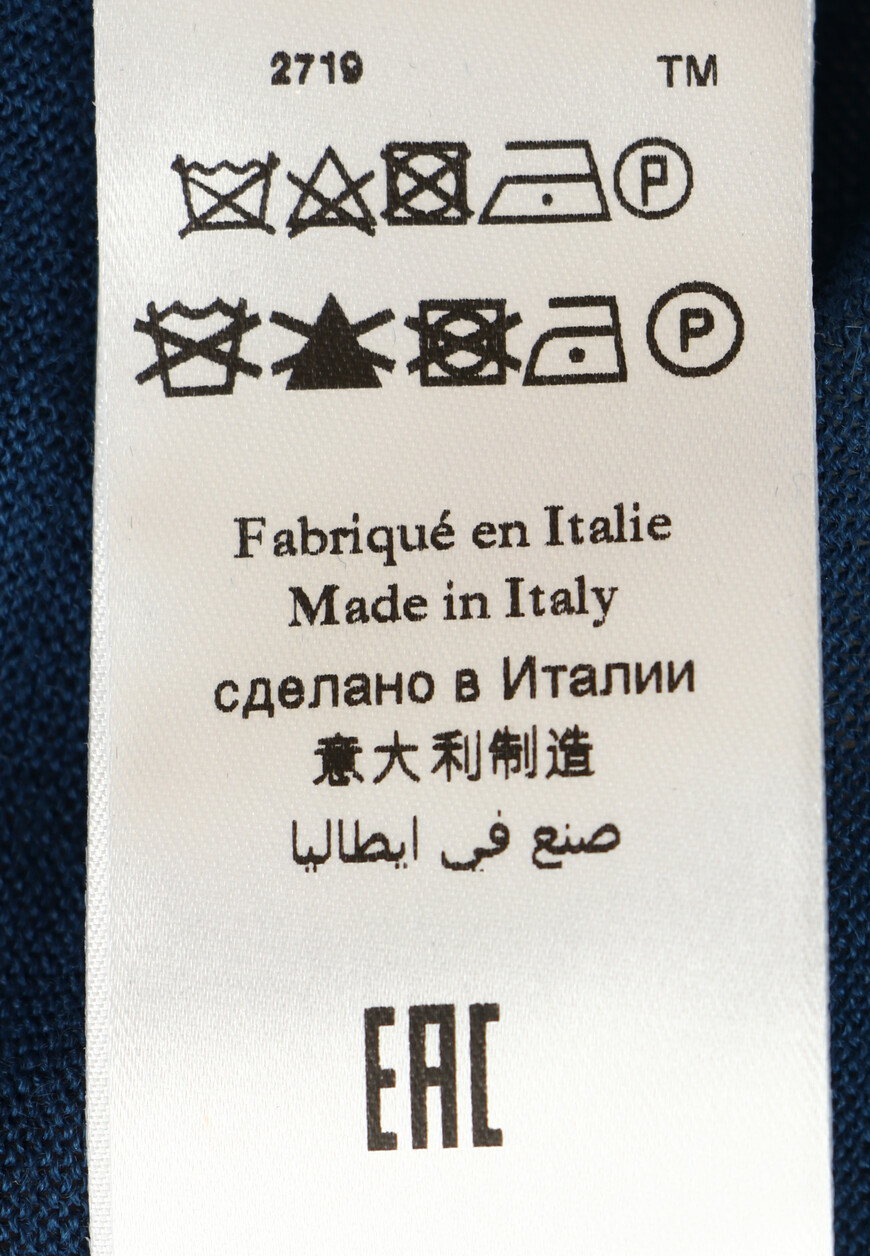 2719 TM
P
P
Fabriqué en Italie
Made in Italy
сделано в Италии
意大利制造
صنع في ايطاليا
EAC